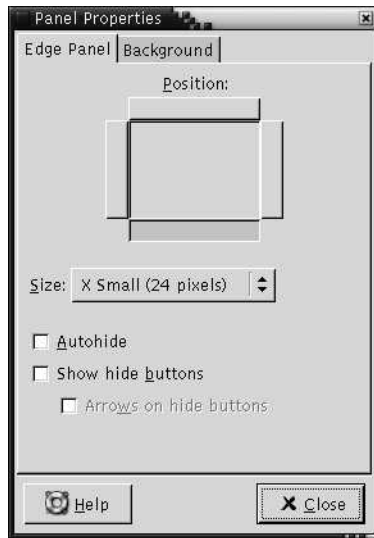 Panel Properties
Edge Panel Background
Position:
Size: X Small (24 pixels)
Autohide
Show hide buttons
Arrows on hide buttons
Help Close